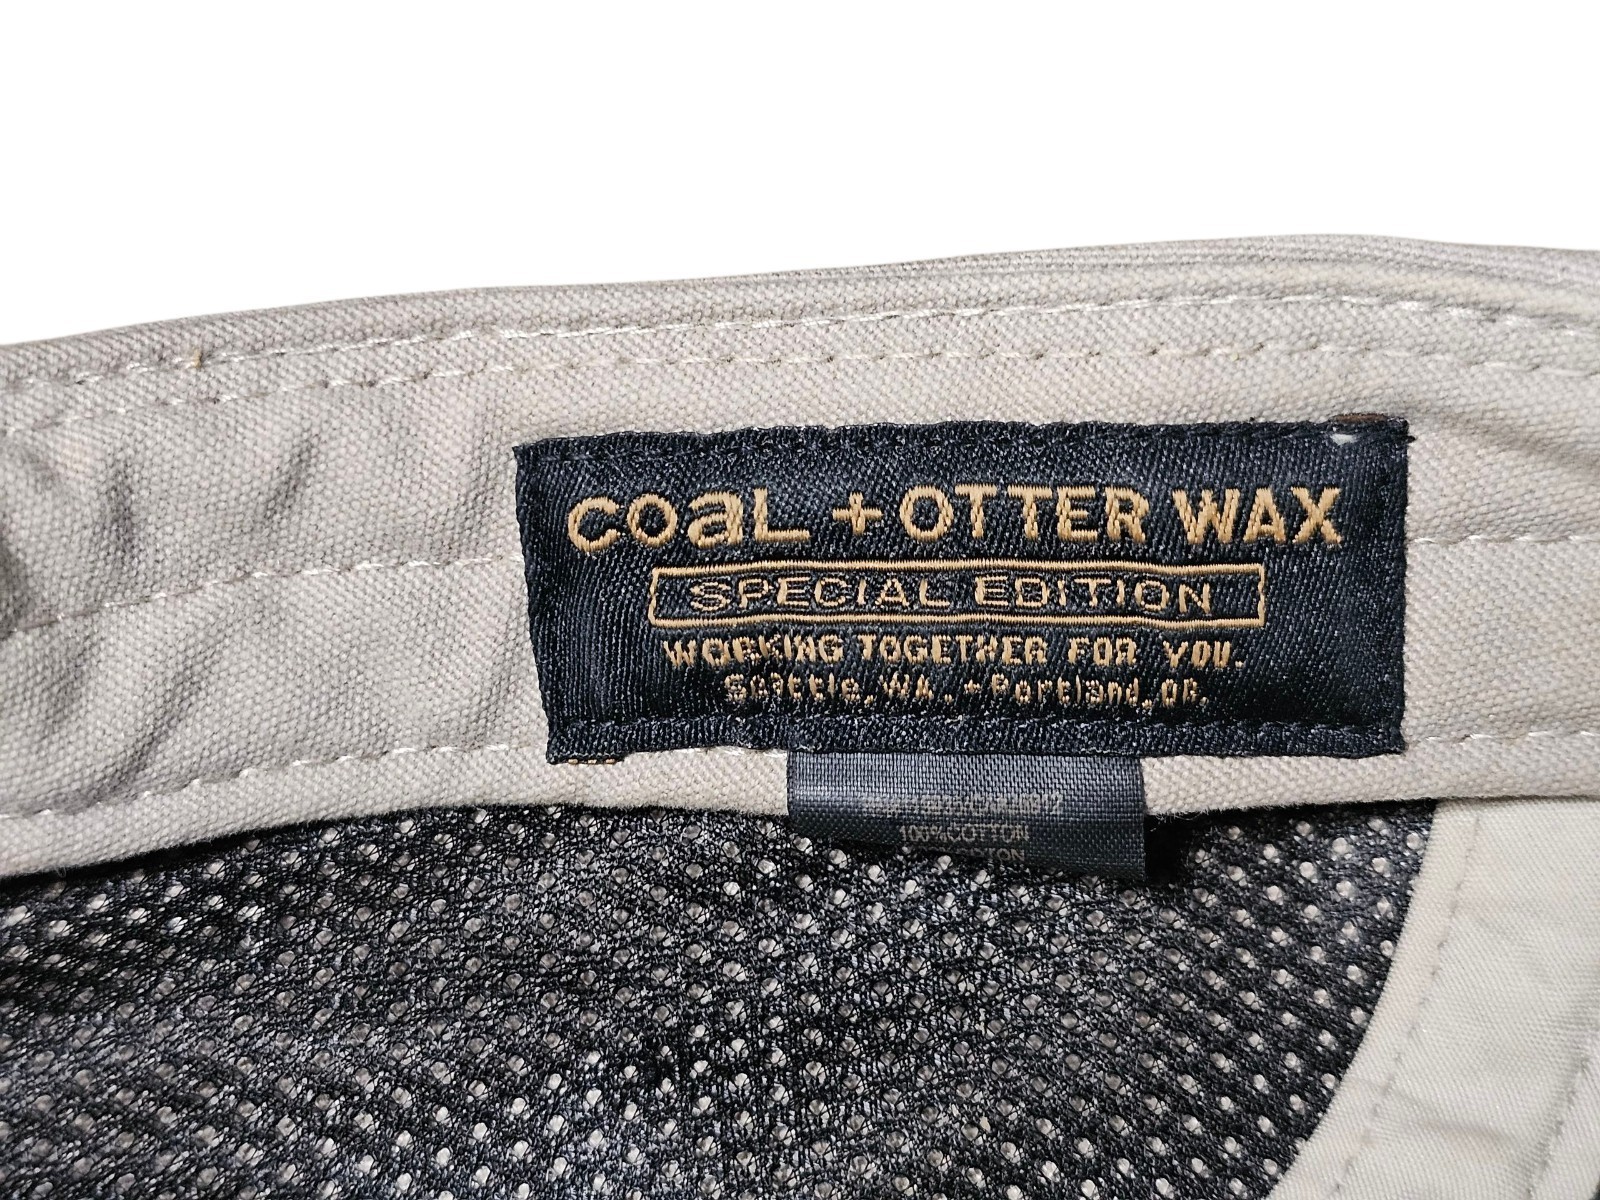 coaL + OTTER WAX
SPECIAL EDITION
WORKING TOGETHER FOR YOU.
Seattle, WA. + Portland, OR.
100%COTTON